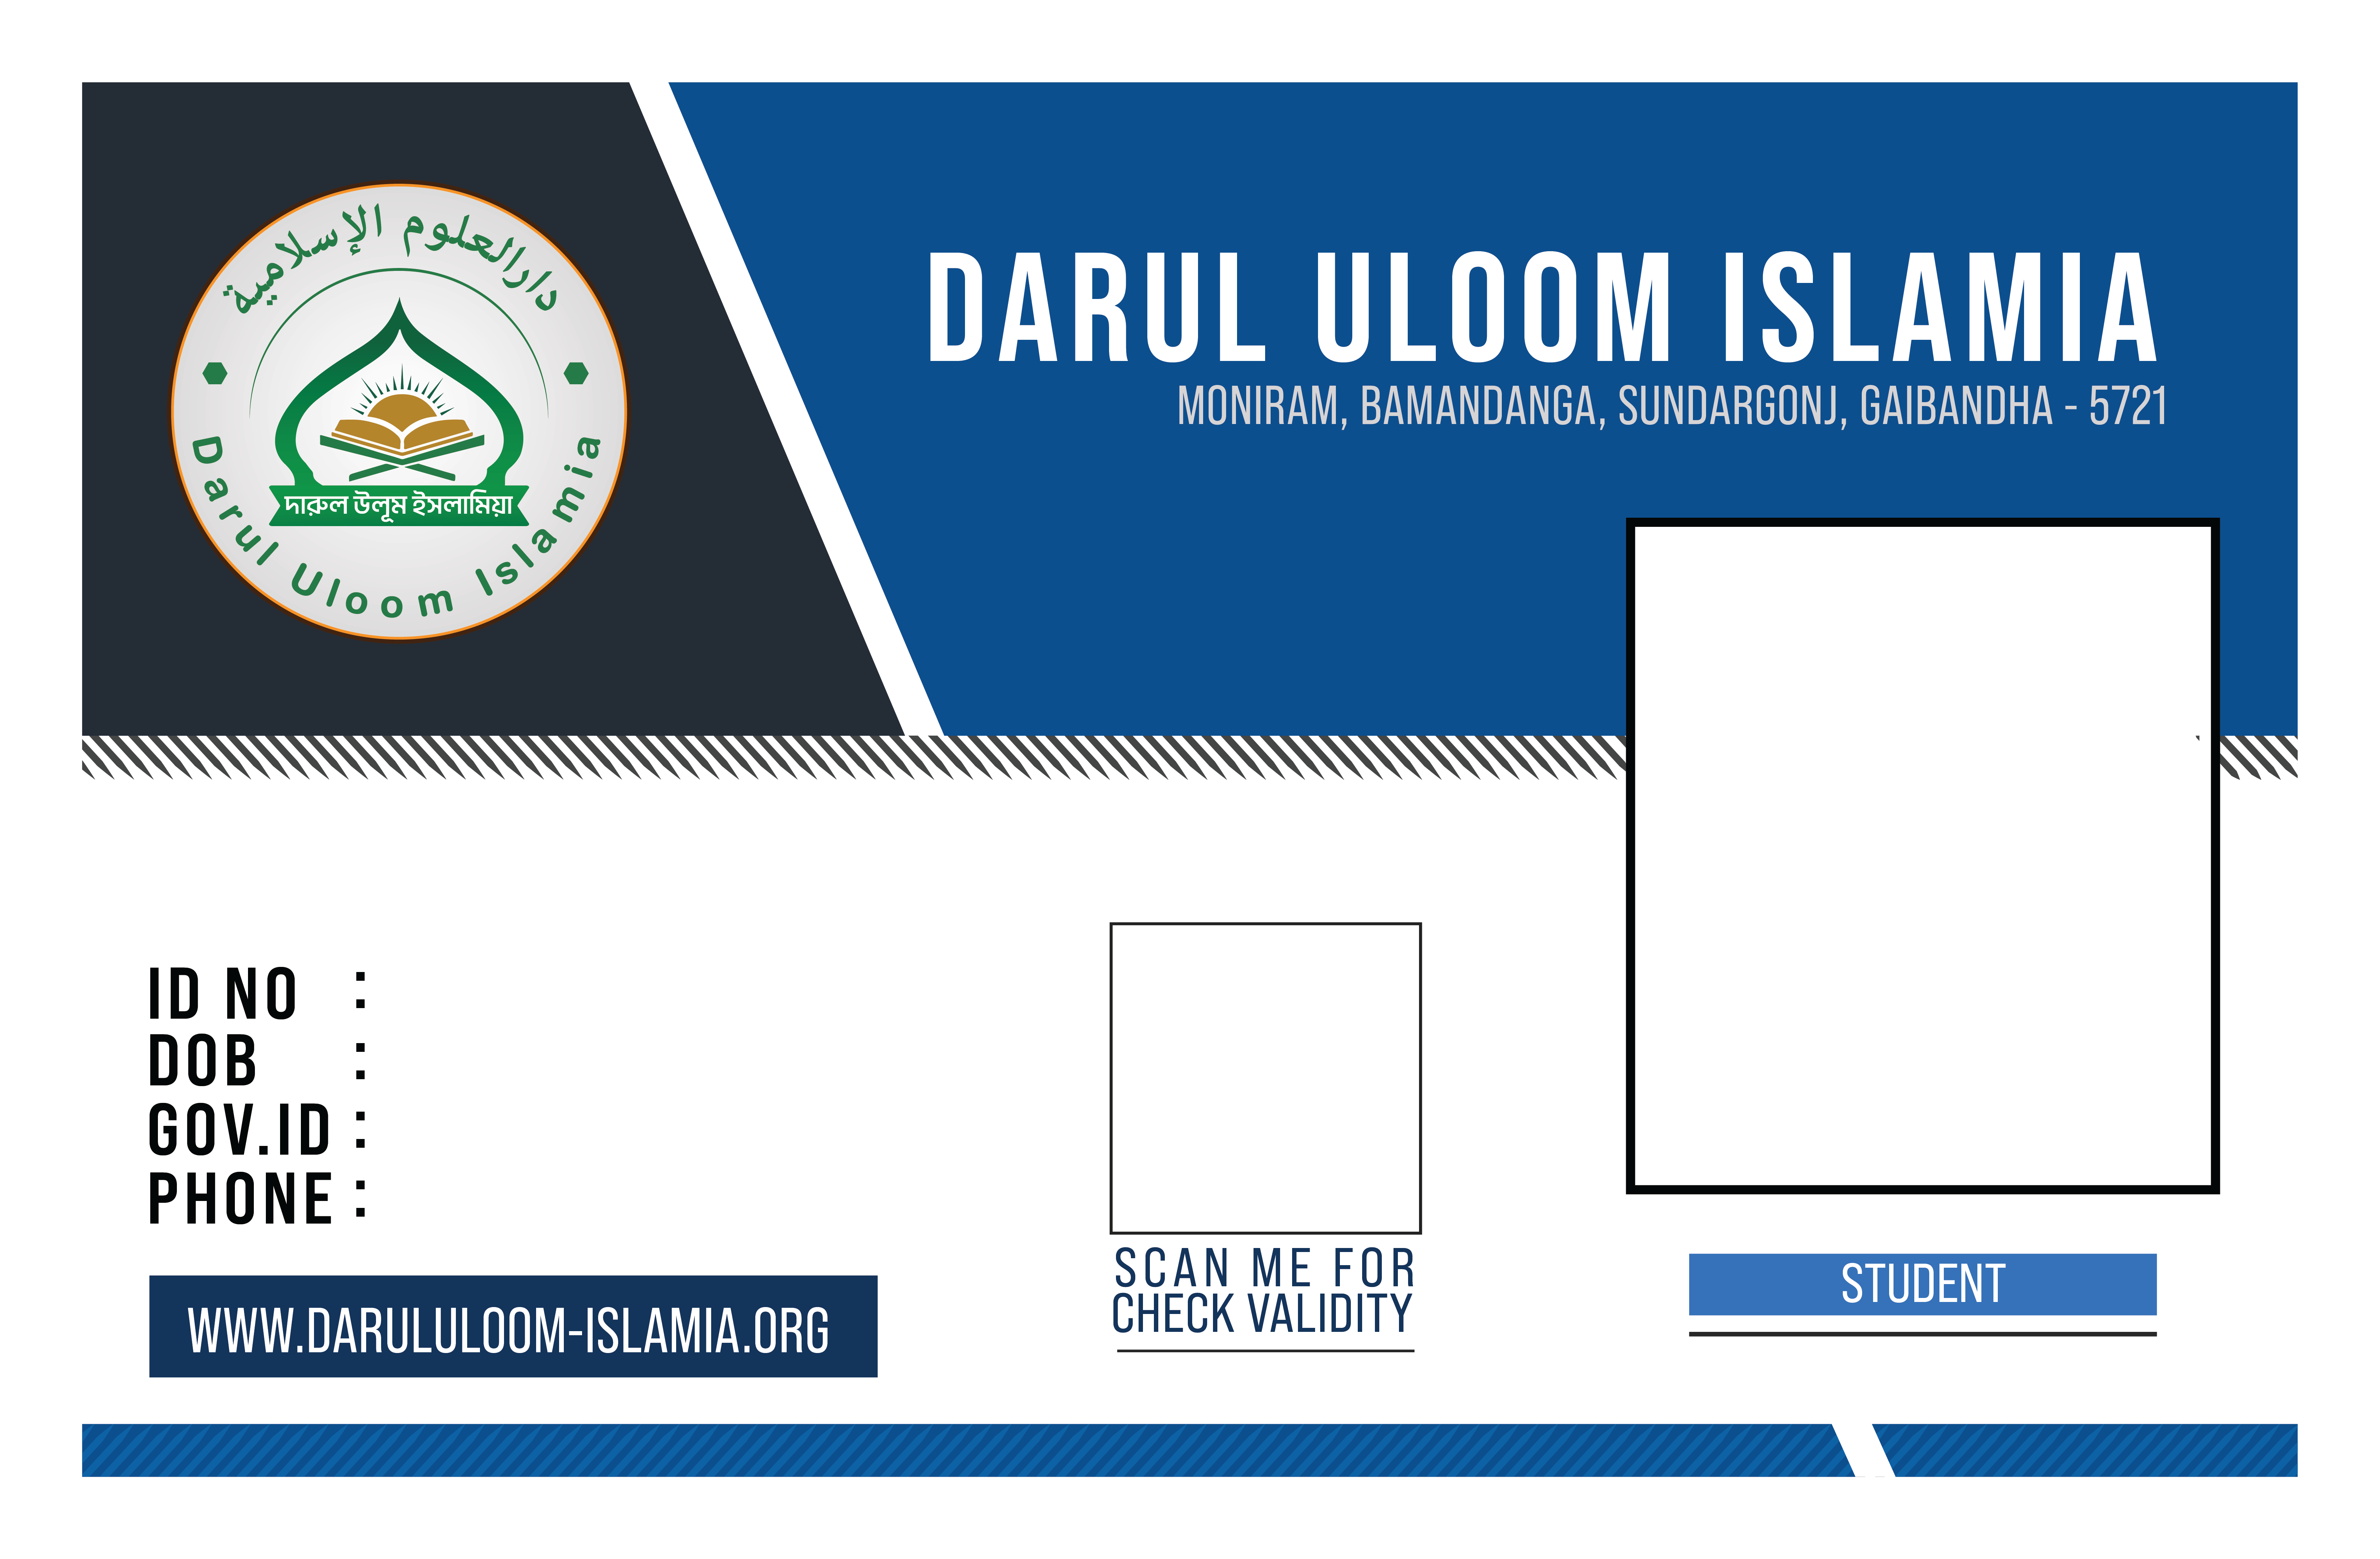 دارالعلوم الإسلامية
দারুল উলূম ইসলামিয়া
Darul Uloom Islamia
DARUL ULOOM ISLAMIA
MONIRAM, BAMANDANGA, SUNDARGONJ, GAIBANDHA - 5721
ID NO :
DOB :
GOV.ID :
PHONE :
WWW.DARULULOOM-ISLAMIA.ORG
SCAN ME FOR
CHECK VALIDITY
STUDENT